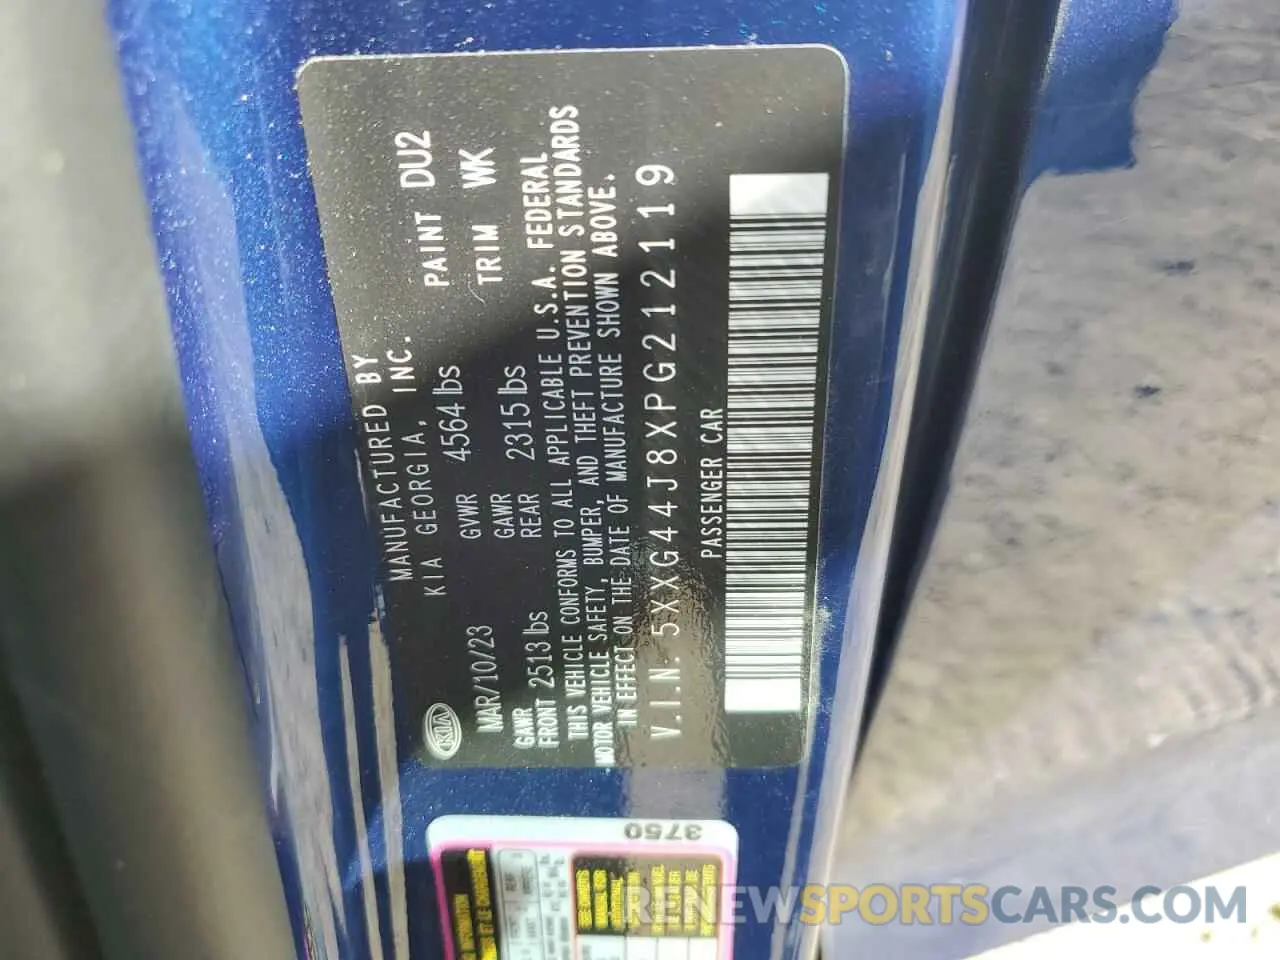 MANUFACTURED BY
KIA GEORGIA, INC.
KIA
MAR/10/23 GVWR 4564 lbs PAINT DU2
GAWR FRONT 2513 lbs GAWR REAR 2315 lbs TRIM WK
THIS VEHICLE CONFORMS TO ALL APPLICABLE U.S.A. FEDERAL
MOTOR VEHICLE SAFETY, BUMPER, AND THEFT PREVENTION STANDARDS
IN EFFECT ON THE DATE OF MANUFACTURE SHOWN ABOVE.
V.I.N. 5XXG44J8XPG212119
PASSENGER CAR
3750
RENEWSPORTSCARS.COM